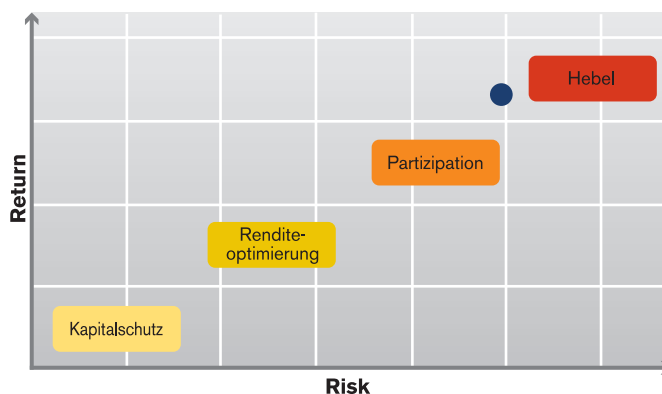 Return
Hebel
Partizipation
Rendite-
optimierung
Kapitalschutz
Risk